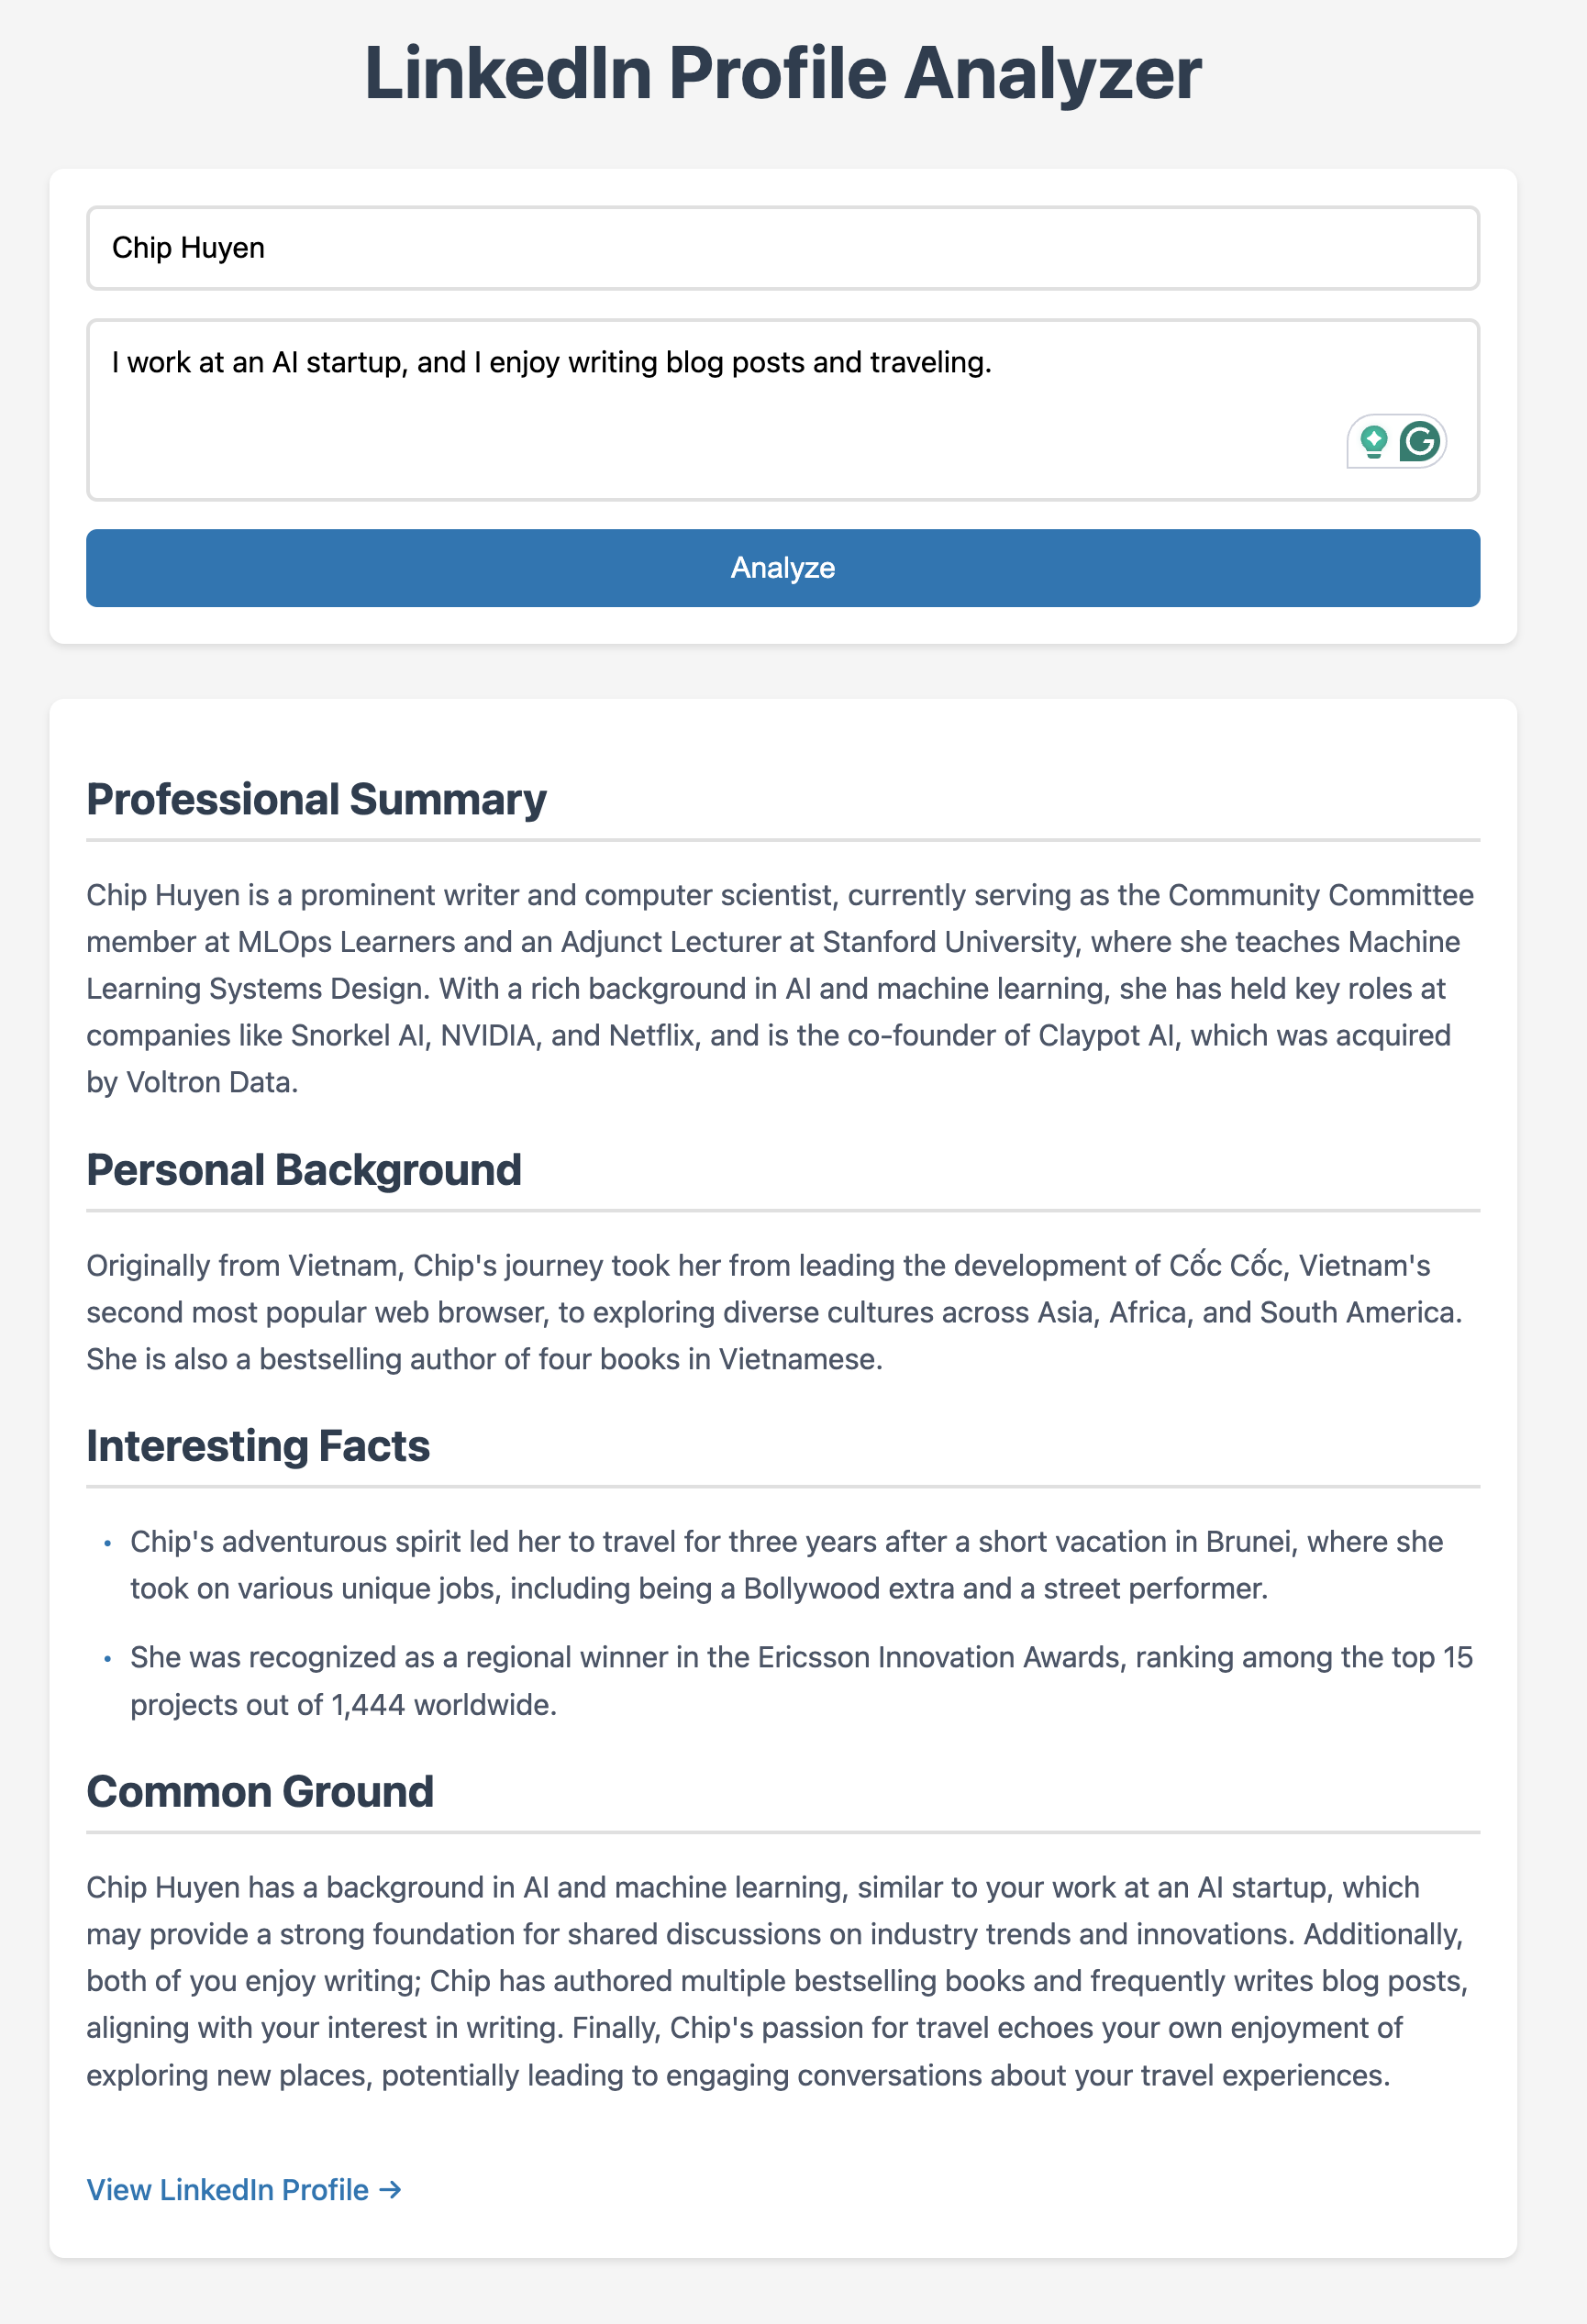 LinkedIn Profile Analyzer
Chip Huyen
I work at an AI startup, and I enjoy writing blog posts and traveling.
Analyze
Professional Summary
Chip Huyen is a prominent writer and computer scientist, currently serving as the Community Committee
member at MLOps Learners and an Adjunct Lecturer at Stanford University, where she teaches Machine
Learning Systems Design. With a rich background in AI and machine learning, she has held key roles at
companies like Snorkel AI, NVIDIA, and Netflix, and is the co-founder of Claypot AI, which was acquired
by Voltron Data.
Personal Background
Originally from Vietnam, Chip's journey took her from leading the development of Cốc Cốc, Vietnam's
second most popular web browser, to exploring diverse cultures across Asia, Africa, and South America.
She is also a bestselling author of four books in Vietnamese.
Interesting Facts
• Chip's adventurous spirit led her to travel for three years after a short vacation in Brunei, where she
took on various unique jobs, including being a Bollywood extra and a street performer.
• She was recognized as a regional winner in the Ericsson Innovation Awards, ranking among the top 15
projects out of 1,444 worldwide.
Common Ground
Chip Huyen has a background in AI and machine learning, similar to your work at an AI startup, which
may provide a strong foundation for shared discussions on industry trends and innovations. Additionally,
both of you enjoy writing; Chip has authored multiple bestselling books and frequently writes blog posts,
aligning with your interest in writing. Finally, Chip's passion for travel echoes your own enjoyment of
exploring new places, potentially leading to engaging conversations about your travel experiences.
View LinkedIn Profile →